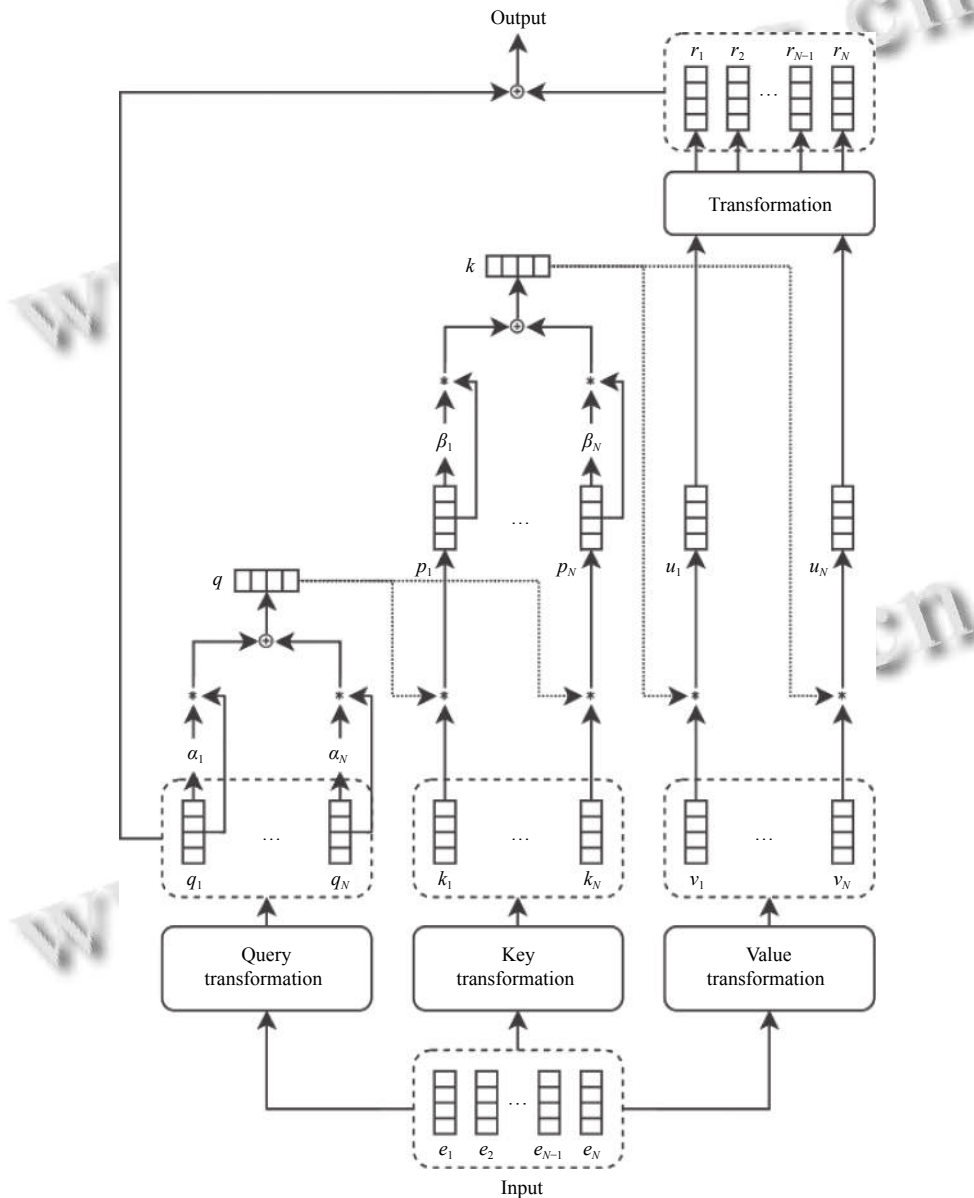 Output
r1 r2 rN−1 rN
…
Transformation
k
*
*
β1 βN
…
p1 pN u1 uN
q
* * * * * *
α1 αN
… … …
q1 qN k1 kN v1 vN
Query
transformation
Key
transformation
Value
transformation
…
e1 e2 eN−1 eN
Input